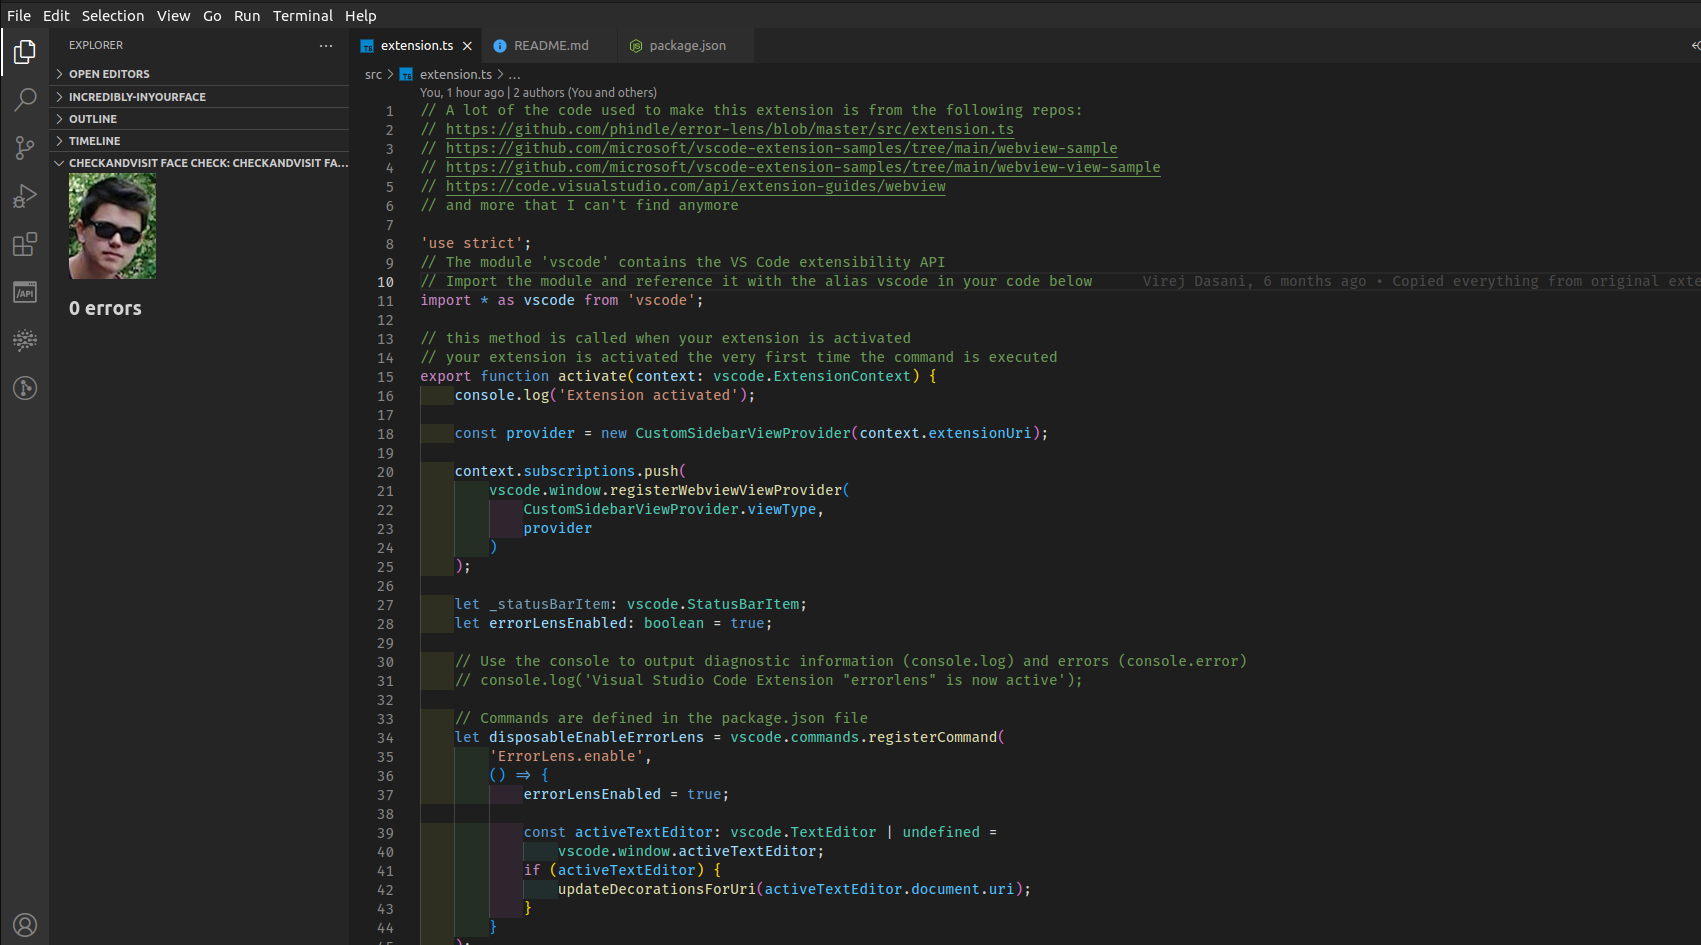 File Edit Selection View Go Run Terminal Help
EXPLORER
OPEN EDITORS
INCREDIBLY-INYOURFACE
OUTLINE
TIMELINE
CHECKANDVISIT FACE CHECK: CHECKANDVISIT FA...
0 errors
/API
extension.ts
README.md
package.json
src > extension.ts > ...
You, 1 hour ago | 2 authors (You and others)
1 // A lot of the code used to make this extension is from the following repos:
2 // https://github.com/phindle/error-lens/blob/master/src/extension.ts
3 // https://github.com/microsoft/vscode-extension-samples/tree/main/webview-sample
4 // https://github.com/microsoft/vscode-extension-samples/tree/main/webview-view-sample
5 // https://code.visualstudio.com/api/extension-guides/webview
6 // and more that I can't find anymore
7
8 'use strict';
9 // The module 'vscode' contains the VS Code extensibility API
10 // Import the module and reference it with the alias vscode in your code below Virej Dasani, 6 months ago • Copied everything from original exte
11 import * as vscode from 'vscode';
12
13 // this method is called when your extension is activated
14 // your extension is activated the very first time the command is executed
15 export function activate(context: vscode.ExtensionContext) {
16 console.log('Extension activated');
17
18 const provider = new CustomSidebarViewProvider(context.extensionUri);
19
20 context.subscriptions.push(
21 vscode.window.registerWebviewViewProvider(
22 CustomSidebarViewProvider.viewType,
23 provider
24 )
25 );
26
27 let _statusBarItem: vscode.StatusBarItem;
28 let errorLensEnabled: boolean = true;
29
30 // Use the console to output diagnostic information (console.log) and errors (console.error)
31 // console.log('Visual Studio Code Extension "errorlens" is now active');
32
33 // Commands are defined in the package.json file
34 let disposableEnableErrorLens = vscode.commands.registerCommand(
35 'ErrorLens.enable',
36 () => {
37 errorLensEnabled = true;
38
39 const activeTextEditor: vscode.TextEditor | undefined =
40 vscode.window.activeTextEditor;
41 if (activeTextEditor) {
42 updateDecorationsForUri(activeTextEditor.document.uri);
43 }
44 }
45 );